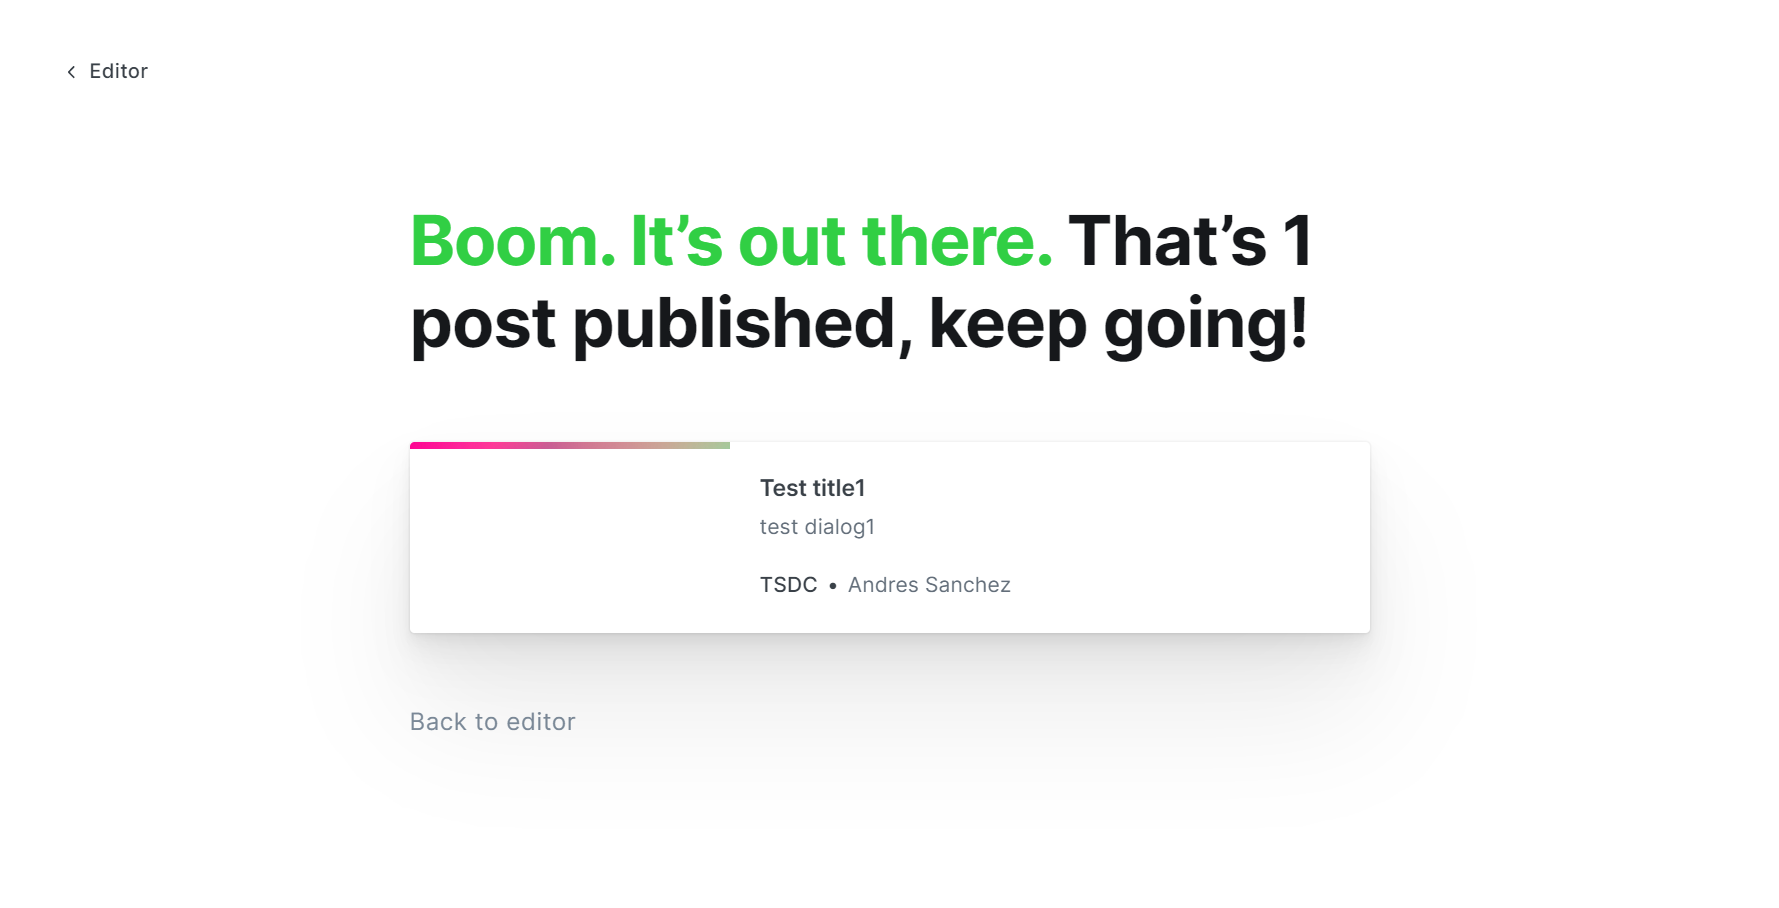 Editor
Boom. It’s out there. That’s 1
post published, keep going!
Test title1
test dialog1
TSDC • Andres Sanchez
Back to editor